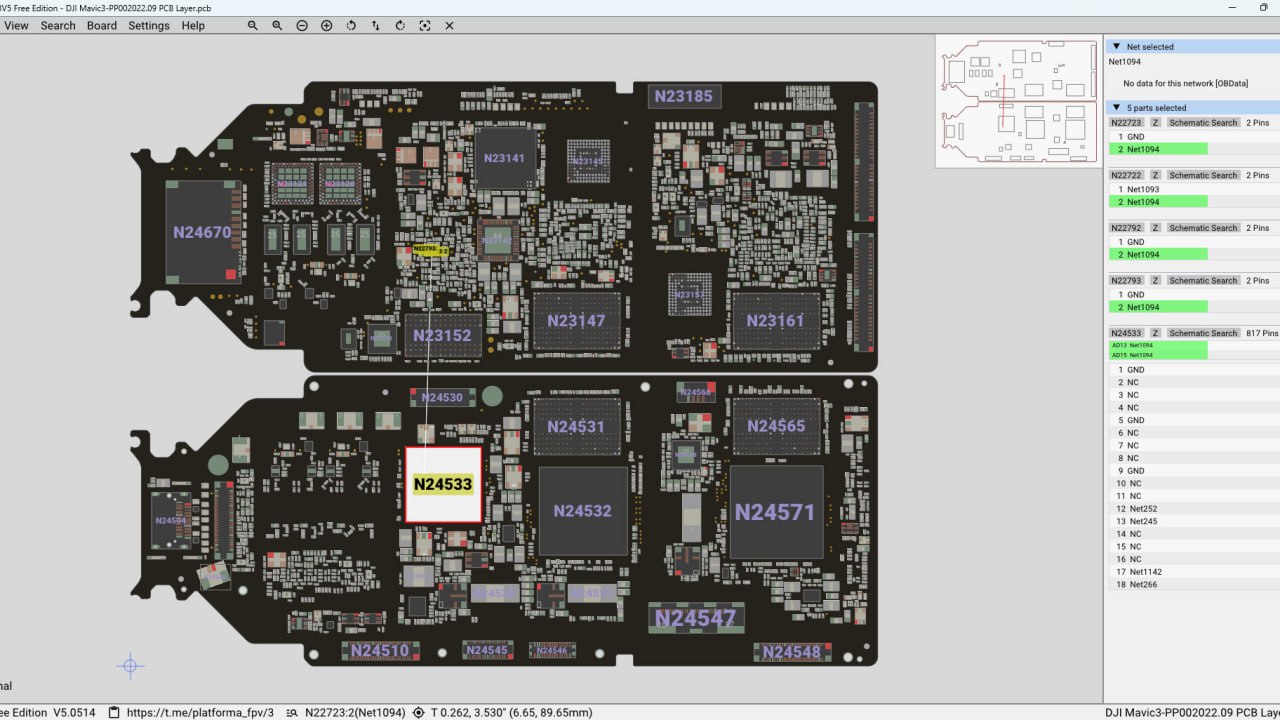 V5 Free Edition - DJI Mavic3-PP002022.09 PCB Layer.pcb
View Search Board Settings Help
Net selected
Net1094
No data for this network [OBData]
5 parts selected
N22723 Z Schematic Search 2 Pins
1 GND
2 Net1094
N22722 Z Schematic Search 2 Pins
1 Net1093
2 Net1094
N22792 Z Schematic Search 2 Pins
1 GND
2 Net1094
N22793 Z Schematic Search 2 Pins
1 GND
2 Net1094
N24533 Z Schematic Search 817 Pins
AD13 Net1094
AD15 Net1094
1 GND
2 NC
3 NC
4 NC
5 GND
6 NC
7 NC
8 NC
9 GND
10 NC
11 NC
12 Net252
13 Net245
14 NC
15 NC
16 NC
17 Net1142
18 Net266
N23185
N23141
N24670
N22793
N23152
N23147
N23161
N24530
N24566
N24531
N24565
N24533
N24532
N24571
N24547
N24510
N24545
N24546
N24548
nal
ee Edition V5.0514 https://t.me/platforma_fpv/3 N22723:2(Net1094) T 0.262, 3.530" (6.65, 89.65mm) DJI Mavic3-PP002022.09 PCB Laye